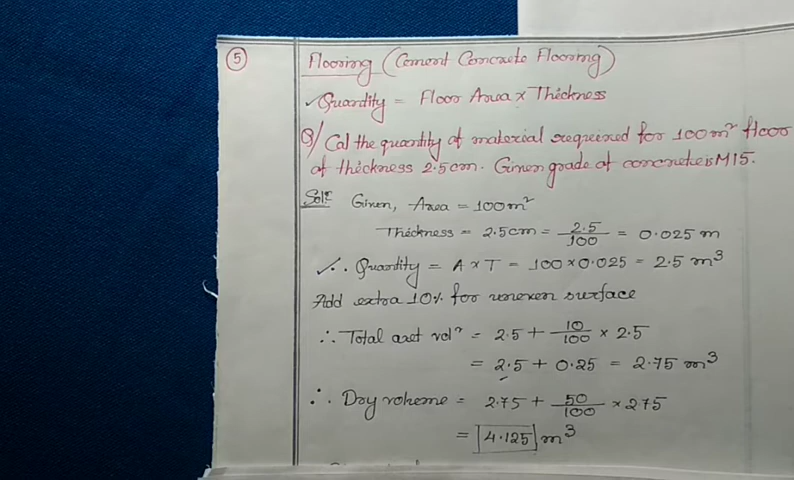 5
Flooring (Cement Concrete Flooring)
✓Quantity = Floor Area x Thickness
Q/ Cal the quantity of material required for 100m² floor
of thickness 2.5cm. Given grade of concrete is M15.
Solⁿ Given, Area = 100m²
Thickness = 2.5cm = 2.5/100 = 0.025 m
✓∴ Quantity = A x T = 100 x 0.025 = 2.5 m³
Add extra 10% for uneven surface
∴ Total wet volⁿ = 2.5 + 10/100 x 2.5
= 2.5 + 0.25 = 2.75 m³
∴ Dry volume = 2.75 + 50/100 x 2.75
= 4.125 m³